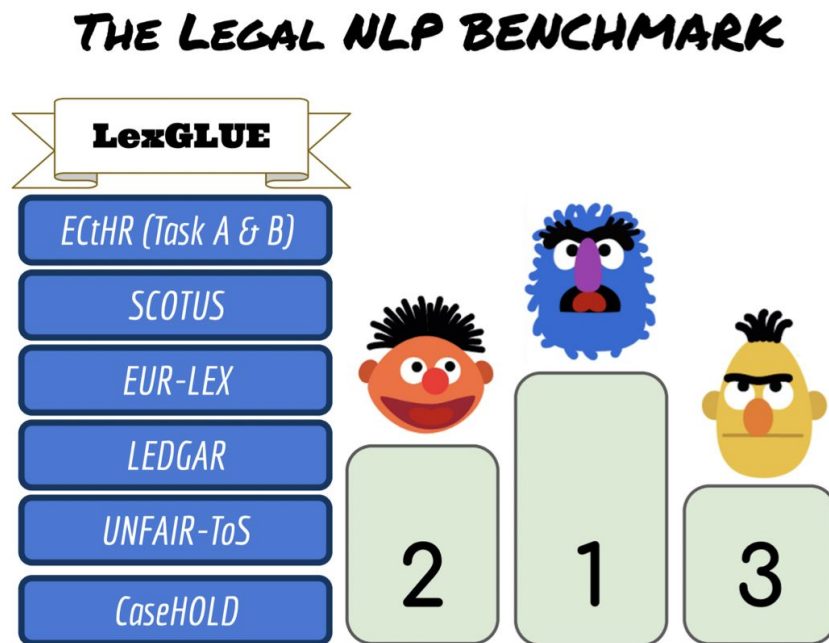 THE LEGAL NLP BENCHMARK
LexGLUE
ECtHR (Task A & B)
SCOTUS
EUR-LEX
LEDGAR
UNFAIR-ToS
CaseHOLD
2
1
3